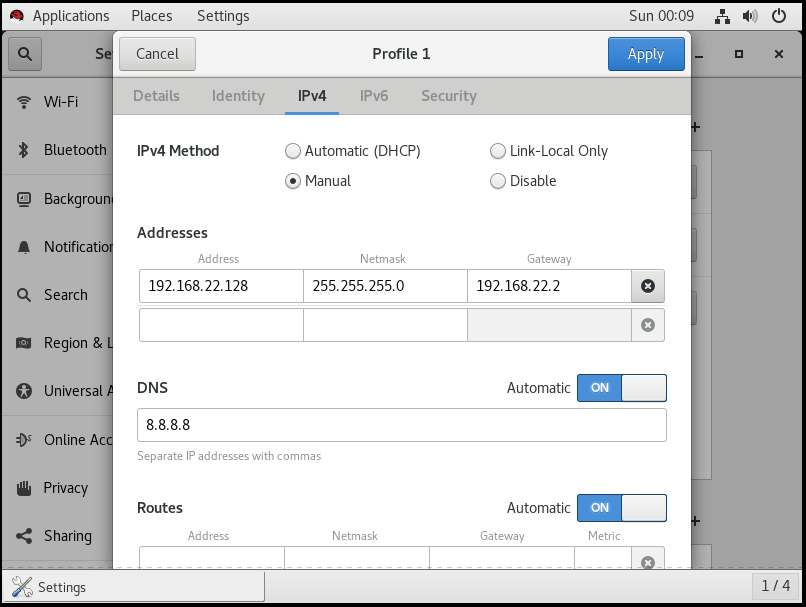 Applications Places Settings Sun 00:09
Cancel Profile 1 Apply
Details Identity IPv4 IPv6 Security
IPv4 Method Automatic (DHCP) Link-Local Only
Manual Disable
Addresses
Address Netmask Gateway
192.168.22.128 255.255.255.0 192.168.22.2
DNS Automatic ON
8.8.8.8
Separate IP addresses with commas
Routes Automatic ON
Address Netmask Gateway Metric
Se
Wi-Fi
Bluetooth
Backgroun
Notification
Search
Region & L
Universal A
Online Acc
Privacy
Sharing
Settings 1 / 4